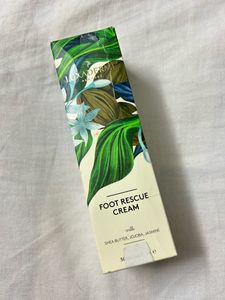 FOOT RESCUE
CREAM
with
SHEA BUTTER, JOJOBA, JASMINE